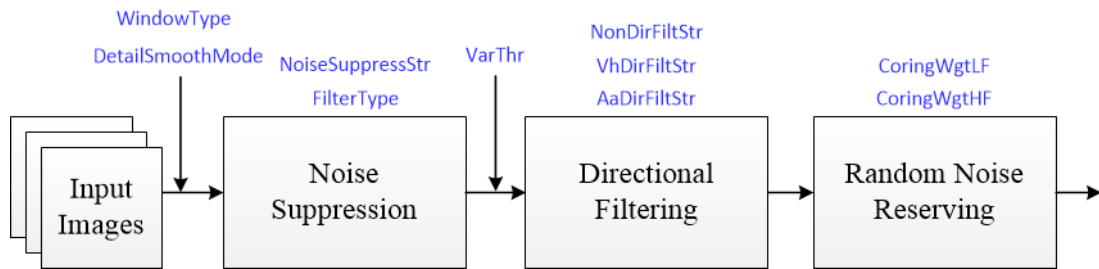 WindowType
DetailSmoothMode
NoiseSuppressStr
FilterType
VarThr
NonDirFiltStr
VhDirFiltStr
AaDirFiltStr
CoringWgtLF
CoringWgtHF
Input
Images
Noise
Suppression
Directional
Filtering
Random Noise
Reserving